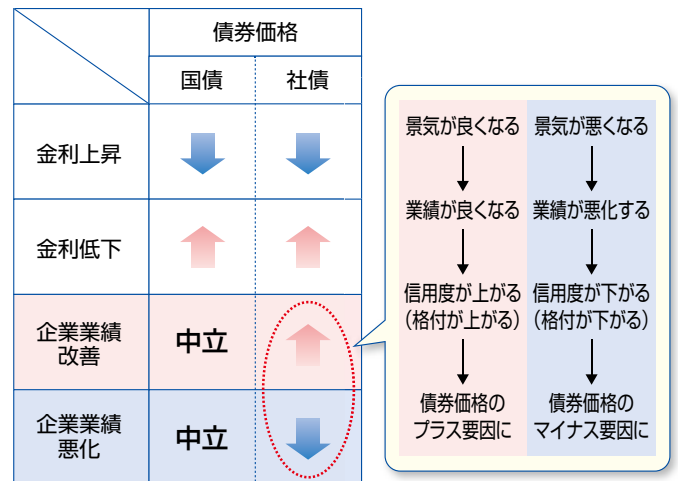 債券価格
国債
社債
金利上昇
金利低下
企業業績
改善
中立
企業業績
悪化
中立
景気が良くなる
業績が良くなる
信用度が上がる
（格付が上がる）
債券価格の
プラス要因に
景気が悪くなる
業績が悪化する
信用度が下がる
（格付が下がる）
債券価格の
マイナス要因に